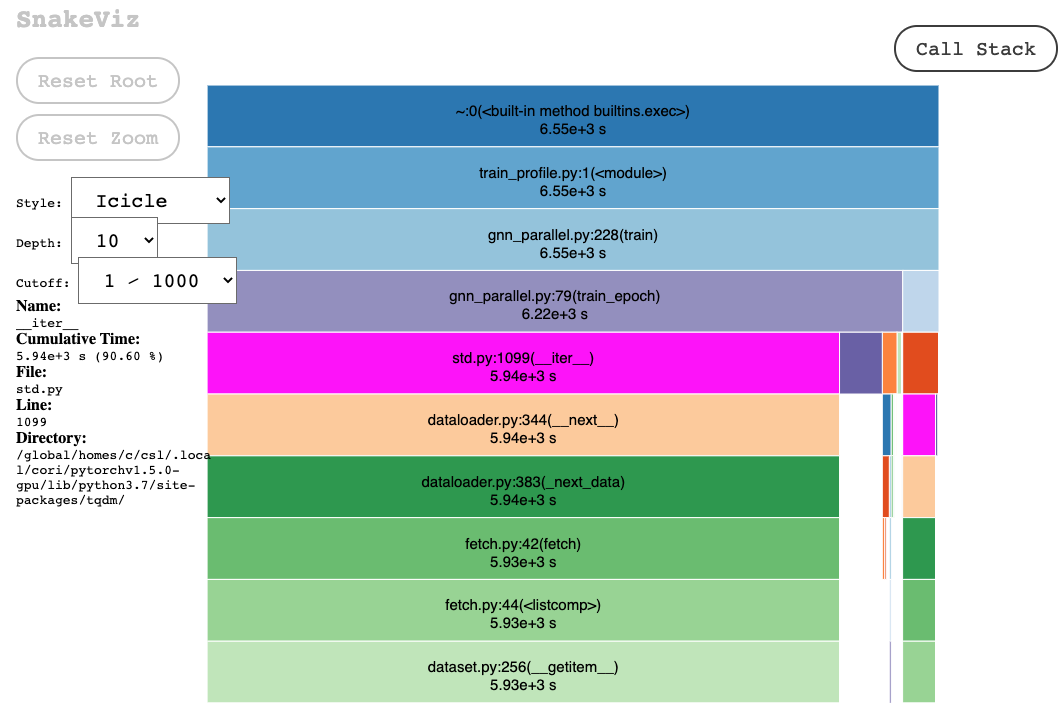 SnakeViz
Call Stack
Reset Root
Reset Zoom
Style: Icicle
Depth: 10
Cutoff: 1 / 1000
Name:
__iter__
Cumulative Time:
5.94e+3 s (90.60 %)
File:
std.py
Line:
1099
Directory:
/global/homes/c/csl/.loca
l/cori/pytorchv1.5.0-
gpu/lib/python3.7/site-
packages/tqdm/
~:0(<built-in method builtins.exec>)
6.55e+3 s
train_profile.py:1(<module>)
6.55e+3 s
gnn_parallel.py:228(train)
6.55e+3 s
gnn_parallel.py:79(train_epoch)
6.22e+3 s
std.py:1099(__iter__)
5.94e+3 s
dataloader.py:344(__next__)
5.94e+3 s
dataloader.py:383(_next_data)
5.94e+3 s
fetch.py:42(fetch)
5.93e+3 s
fetch.py:44(<listcomp>)
5.93e+3 s
dataset.py:256(__getitem__)
5.93e+3 s